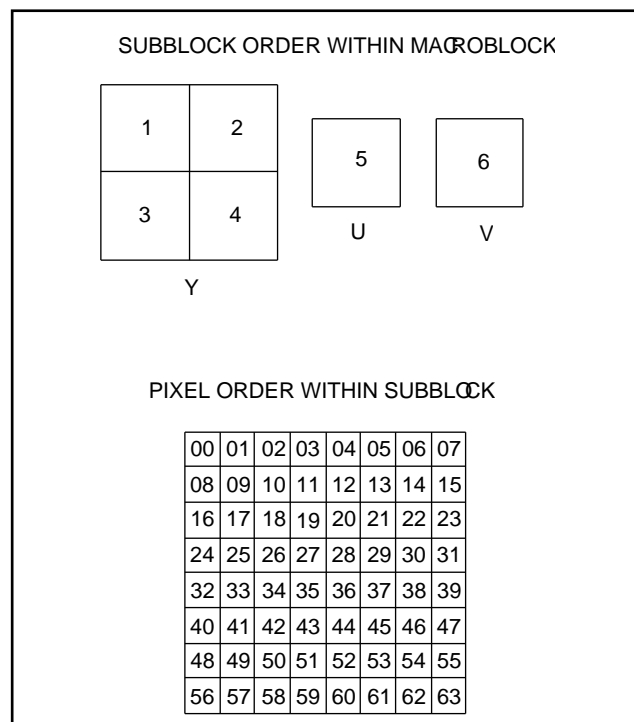 SUBBLOCK ORDER WITHIN MACROBLOCK
1 2
5 6
3 4
U V
Y
PIXEL ORDER WITHIN SUBBLOCK
00 01 02 03 04 05 06 07
08 09 10 11 12 13 14 15
16 17 18 19 20 21 22 23
24 25 26 27 28 29 30 31
32 33 34 35 36 37 38 39
40 41 42 43 44 45 46 47
48 49 50 51 52 53 54 55
56 57 58 59 60 61 62 63